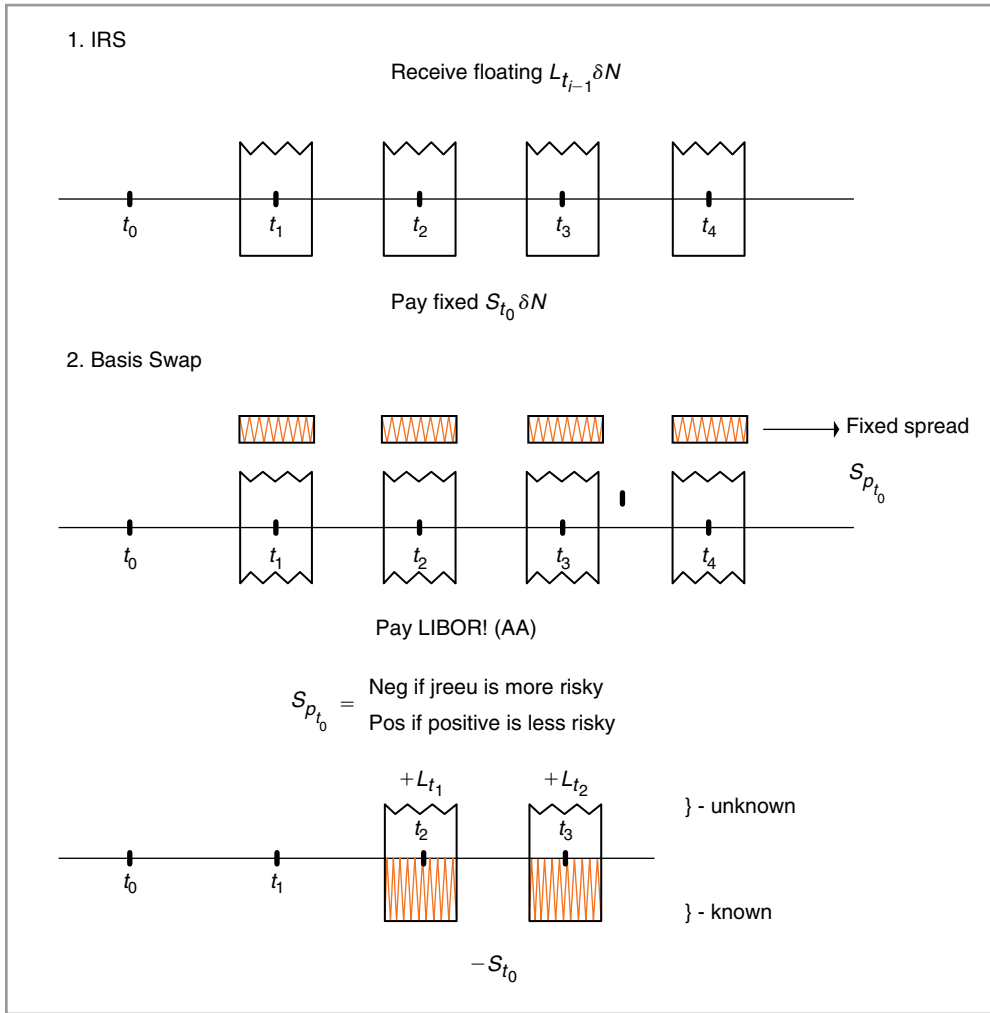 1. IRS
Receive floating L_{t_{i−1}} δN
t_0 t_1 t_2 t_3 t_4
Pay fixed S_{t_0} δN
2. Basis Swap
Fixed spread
S_{p_{t_0}}
t_0 t_1 t_2 t_3 t_4
Pay LIBOR! (AA)
S_{p_{t_0}} = Neg if jreeu is more risky
Pos if positive is less risky
+L_{t_1} +L_{t_2}
} - unknown
t_2 t_3
t_0 t_1
} - known
−S_{t_0}